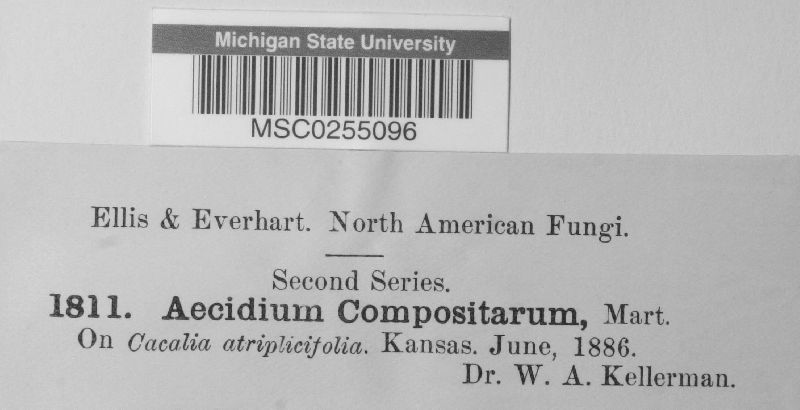 Michigan State University
MSC0255096
Ellis & Everhart. North American Fungi.
Second Series.
1811. Aecidium Compositarum, Mart.
On Cacalia atriplicifolia. Kansas. June, 1886.
Dr. W. A. Kellerman.